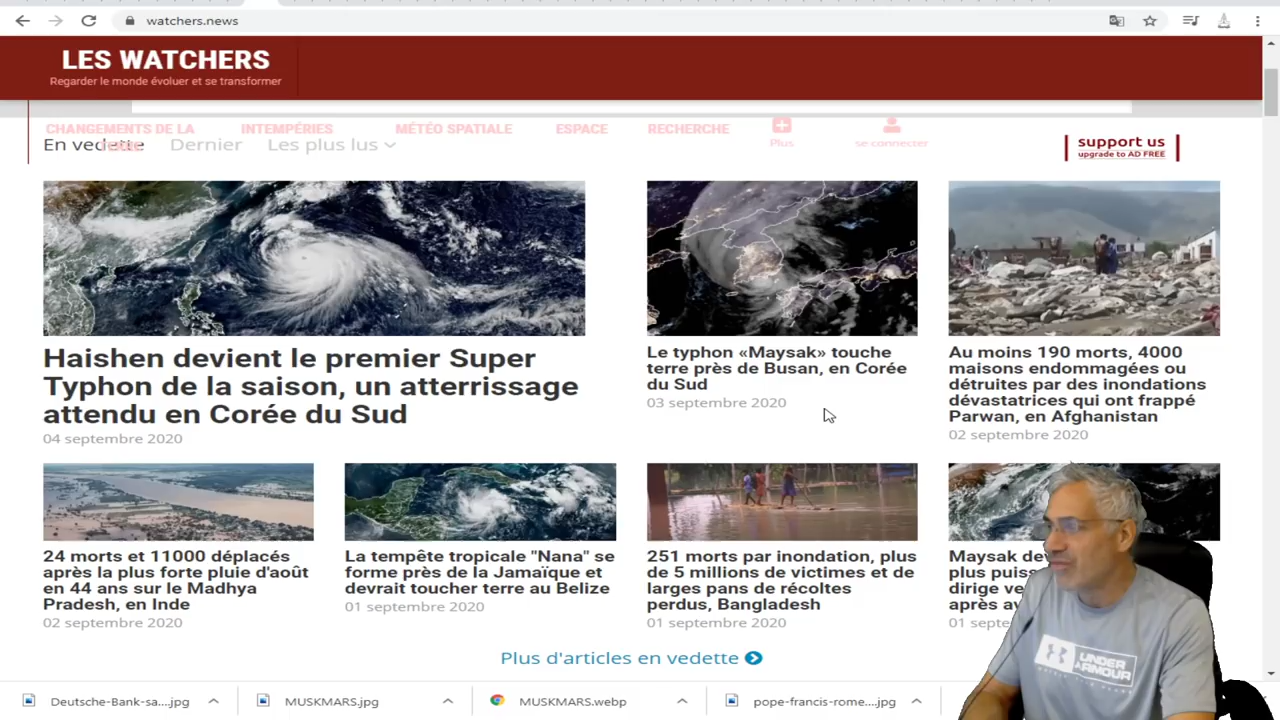 watchers.news
LES WATCHERS
Regarder le monde évoluer et se transformer
CHANGEMENTS DE LA
INTEMPÉRIES
MÉTÉO SPATIALE
ESPACE
RECHERCHE
Plus
se connecter
En vedette
Dernier
Les plus lus
support us
upgrade to AD FREE
Haishen devient le premier Super
Typhon de la saison, un atterrissage
attendu en Corée du Sud
04 septembre 2020
Le typhon «Maysak» touche
terre près de Busan, en Corée
du Sud
03 septembre 2020
Au moins 190 morts, 4000
maisons endommagées ou
détruites par des inondations
dévastatrices qui ont frappé
Parwan, en Afghanistan
02 septembre 2020
24 morts et 11000 déplacés
après la plus forte pluie d'août
en 44 ans sur le Madhya
Pradesh, en Inde
02 septembre 2020
La tempête tropicale "Nana" se
forme près de la Jamaïque et
devrait toucher terre au Belize
01 septembre 2020
251 morts par inondation, plus
de 5 millions de victimes et de
larges pans de récoltes
perdus, Bangladesh
01 septembre 2020
Maysak de
plus puiss
dirige ve
après av
01 septe
Plus d'articles en vedette
UNDER
ARMOUR
Deutsche-Bank-sa....jpg
MUSKMARS.jpg
MUSKMARS.webp
pope-francis-rome....jpg